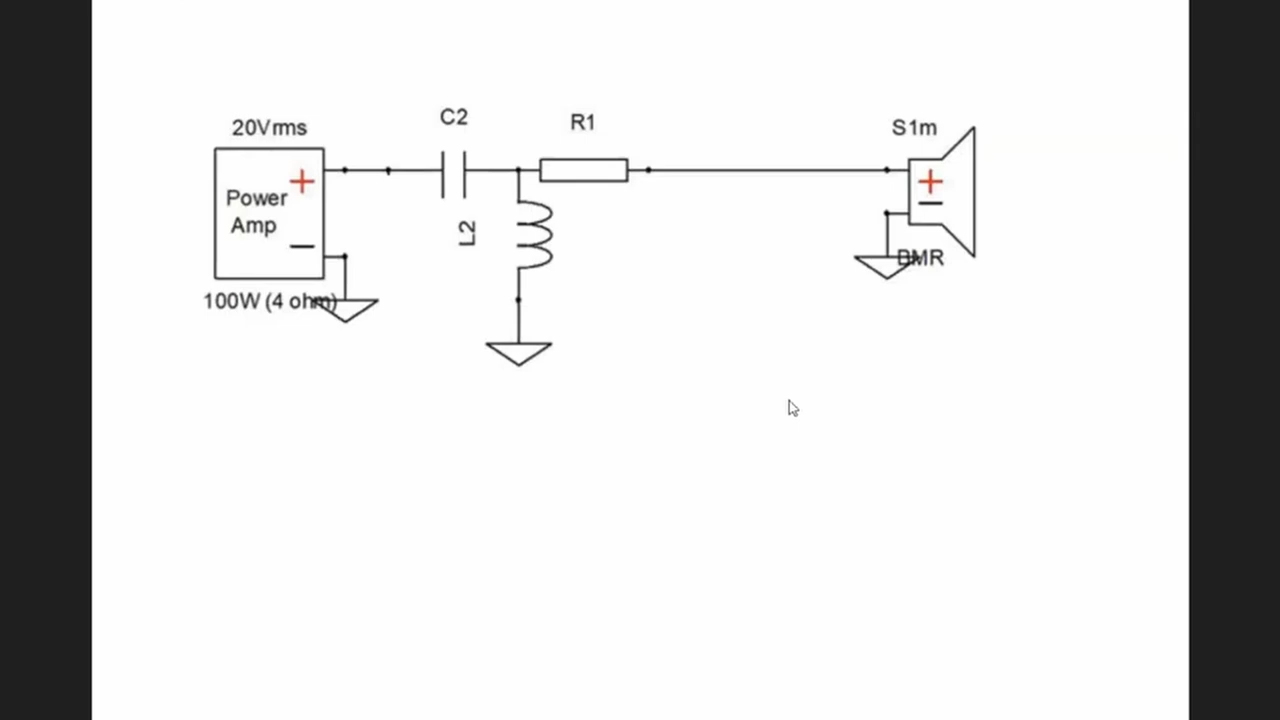 C2
R1
20Vrms
S1m
+
+
Power
Amp
−
−
L2
BMR
100W (4 ohm)